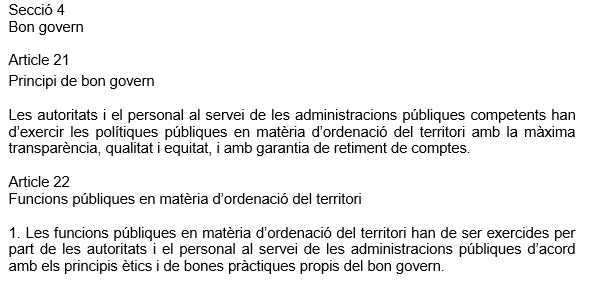 Secció 4
Bon govern
Article 21
Principi de bon govern
Les autoritats i el personal al servei de les administracions públiques competents han
d’exercir les polítiques públiques en matèria d’ordenació del territori amb la màxima
transparència, qualitat i equitat, i amb garantia de retiment de comptes.
Article 22
Funcions públiques en matèria d’ordenació del territori
1. Les funcions públiques en matèria d’ordenació del territori han de ser exercides per
part de les autoritats i el personal al servei de les administracions públiques d’acord
amb els principis ètics i de bones pràctiques propis del bon govern.